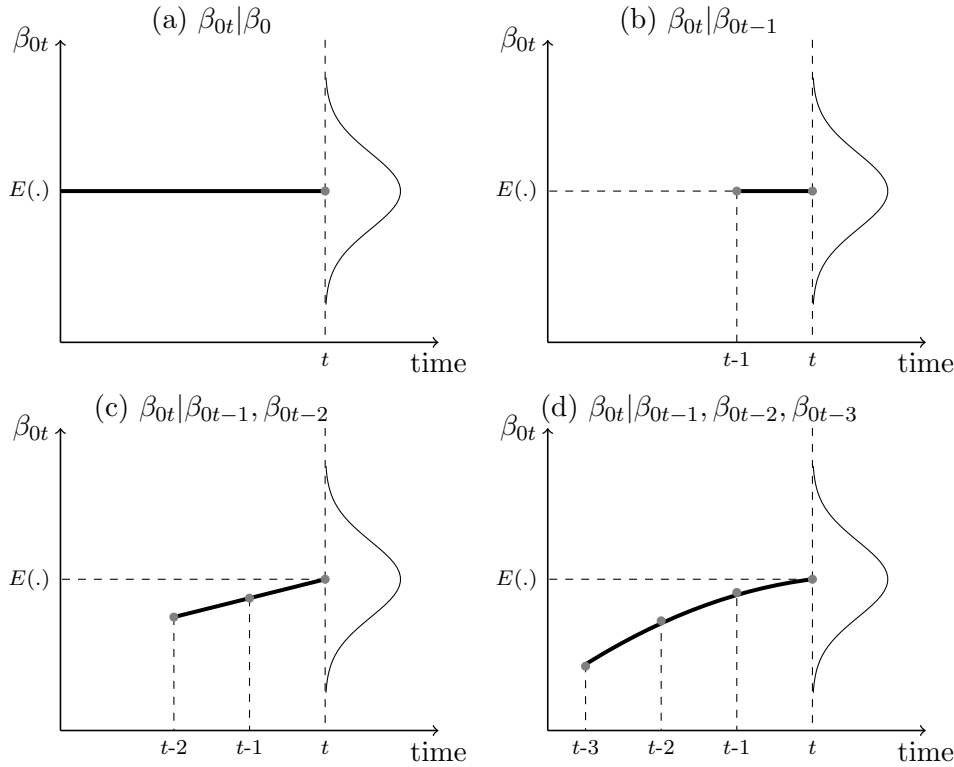 (a) β₀ₜ|β₀
β₀ₜ
E(.)
t
time
(b) β₀ₜ|β₀ₜ₋₁
β₀ₜ
E(.)
t-1
t
time
(c) β₀ₜ|β₀ₜ₋₁, β₀ₜ₋₂
β₀ₜ
E(.)
t-2
t-1
t
time
(d) β₀ₜ|β₀ₜ₋₁, β₀ₜ₋₂, β₀ₜ₋₃
β₀ₜ
E(.)
t-3
t-2
t-1
t
time